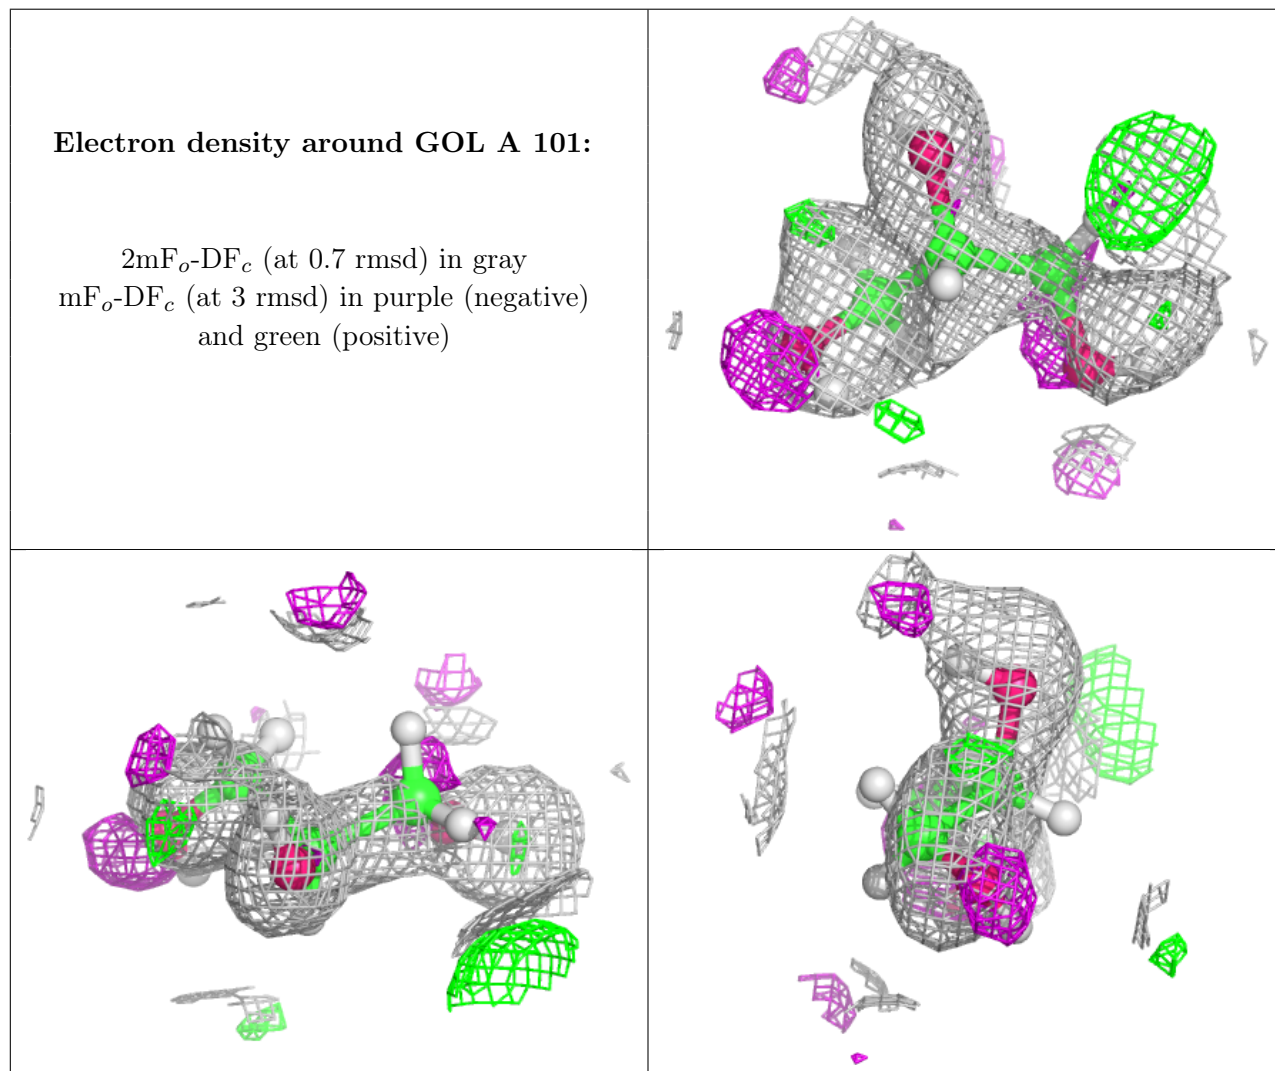 Electron density around GOL A 101:
2mFo-DFc (at 0.7 rmsd) in gray
mFo-DFc (at 3 rmsd) in purple (negative)
and green (positive)